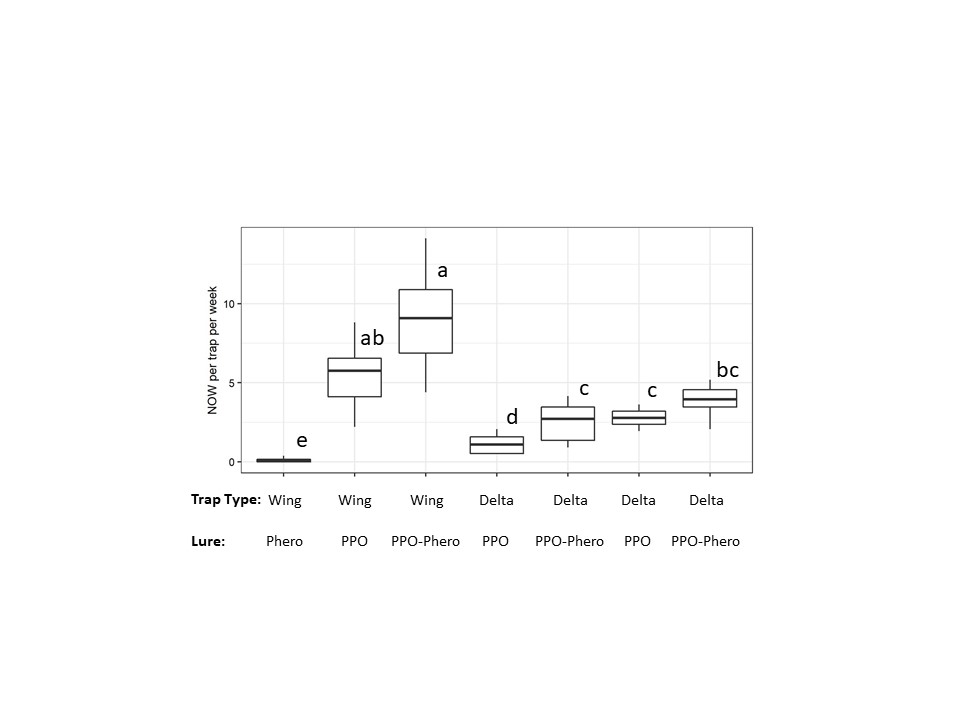 a
ab
bc
c
c
d
e
NOW per trap per week
10
5
0
Trap Type: Wing Wing Wing Delta Delta Delta Delta
Lure: Phero PPO PPO-Phero PPO PPO-Phero PPO PPO-Phero